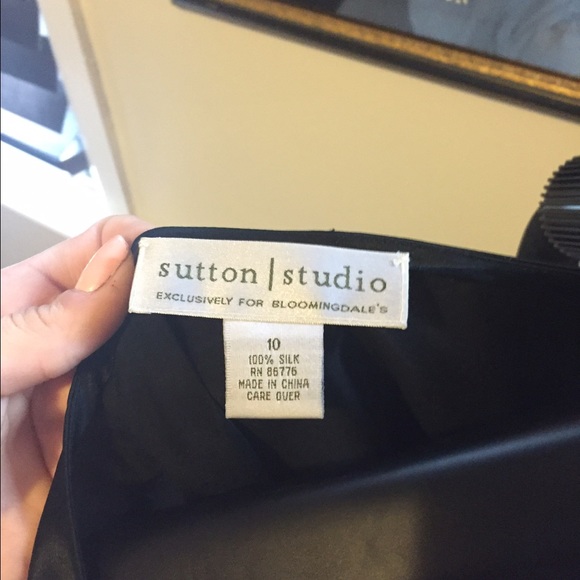 sutton | studio
EXCLUSIVELY FOR BLOOMINGDALE'S
10
100% SILK
RN 86776
MADE IN CHINA
CARE OVER